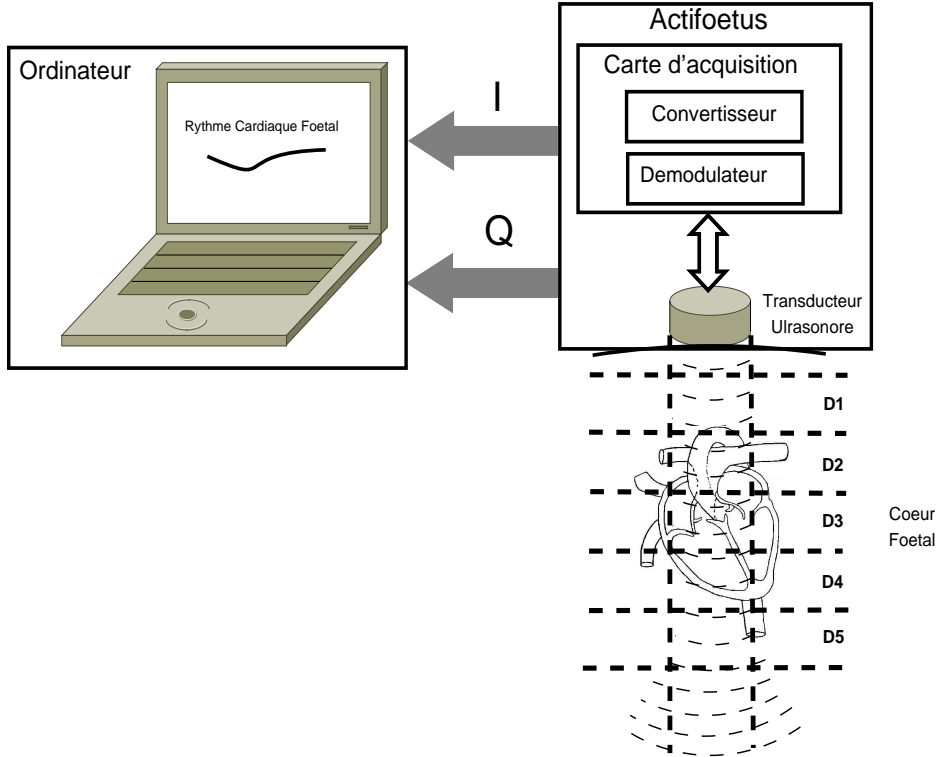 Ordinateur
Rythme Cardiaque Foetal
I
Q
Actifoetus
Carte d'acquisition
Convertisseur
Demodulateur
Transducteur
Ulrasonore
D1
D2
D3
D4
D5
Coeur
Foetal